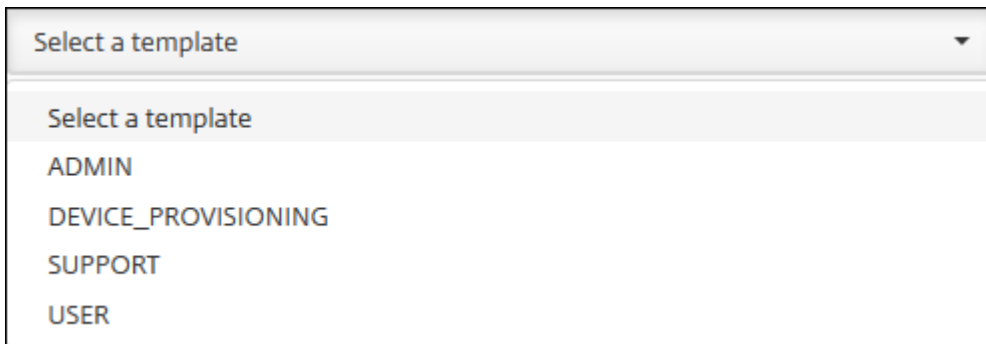 Select a template
Select a template
ADMIN
DEVICE_PROVISIONING
SUPPORT
USER